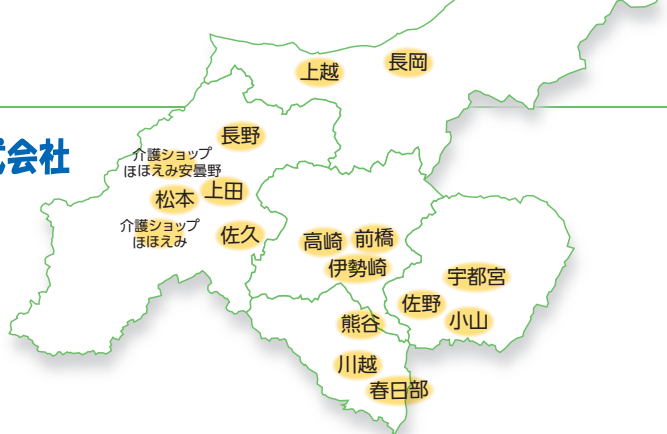 上越
長岡
式会社
長野
介護ショップ
ほほえみ安曇野
松本
上田
介護ショップ
ほほえみ
佐久
高崎
前橋
伊勢崎
宇都宮
佐野
小山
熊谷
川越
春日部